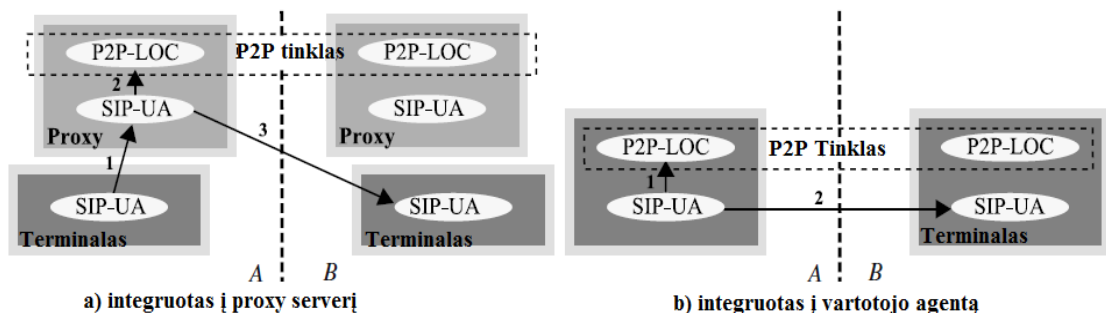 P2P-LOC
P2P tinklas
P2P-LOC
2
SIP-UA
SIP-UA
3
Proxy
Proxy
1
SIP-UA
SIP-UA
Terminalas
Terminalas
A
B
a) integruotas į proxy serverį
P2P-LOC
P2P Tinklas
P2P-LOC
1
SIP-UA
2
SIP-UA
Terminalas
A
B
b) integruotas į vartotojo agentą